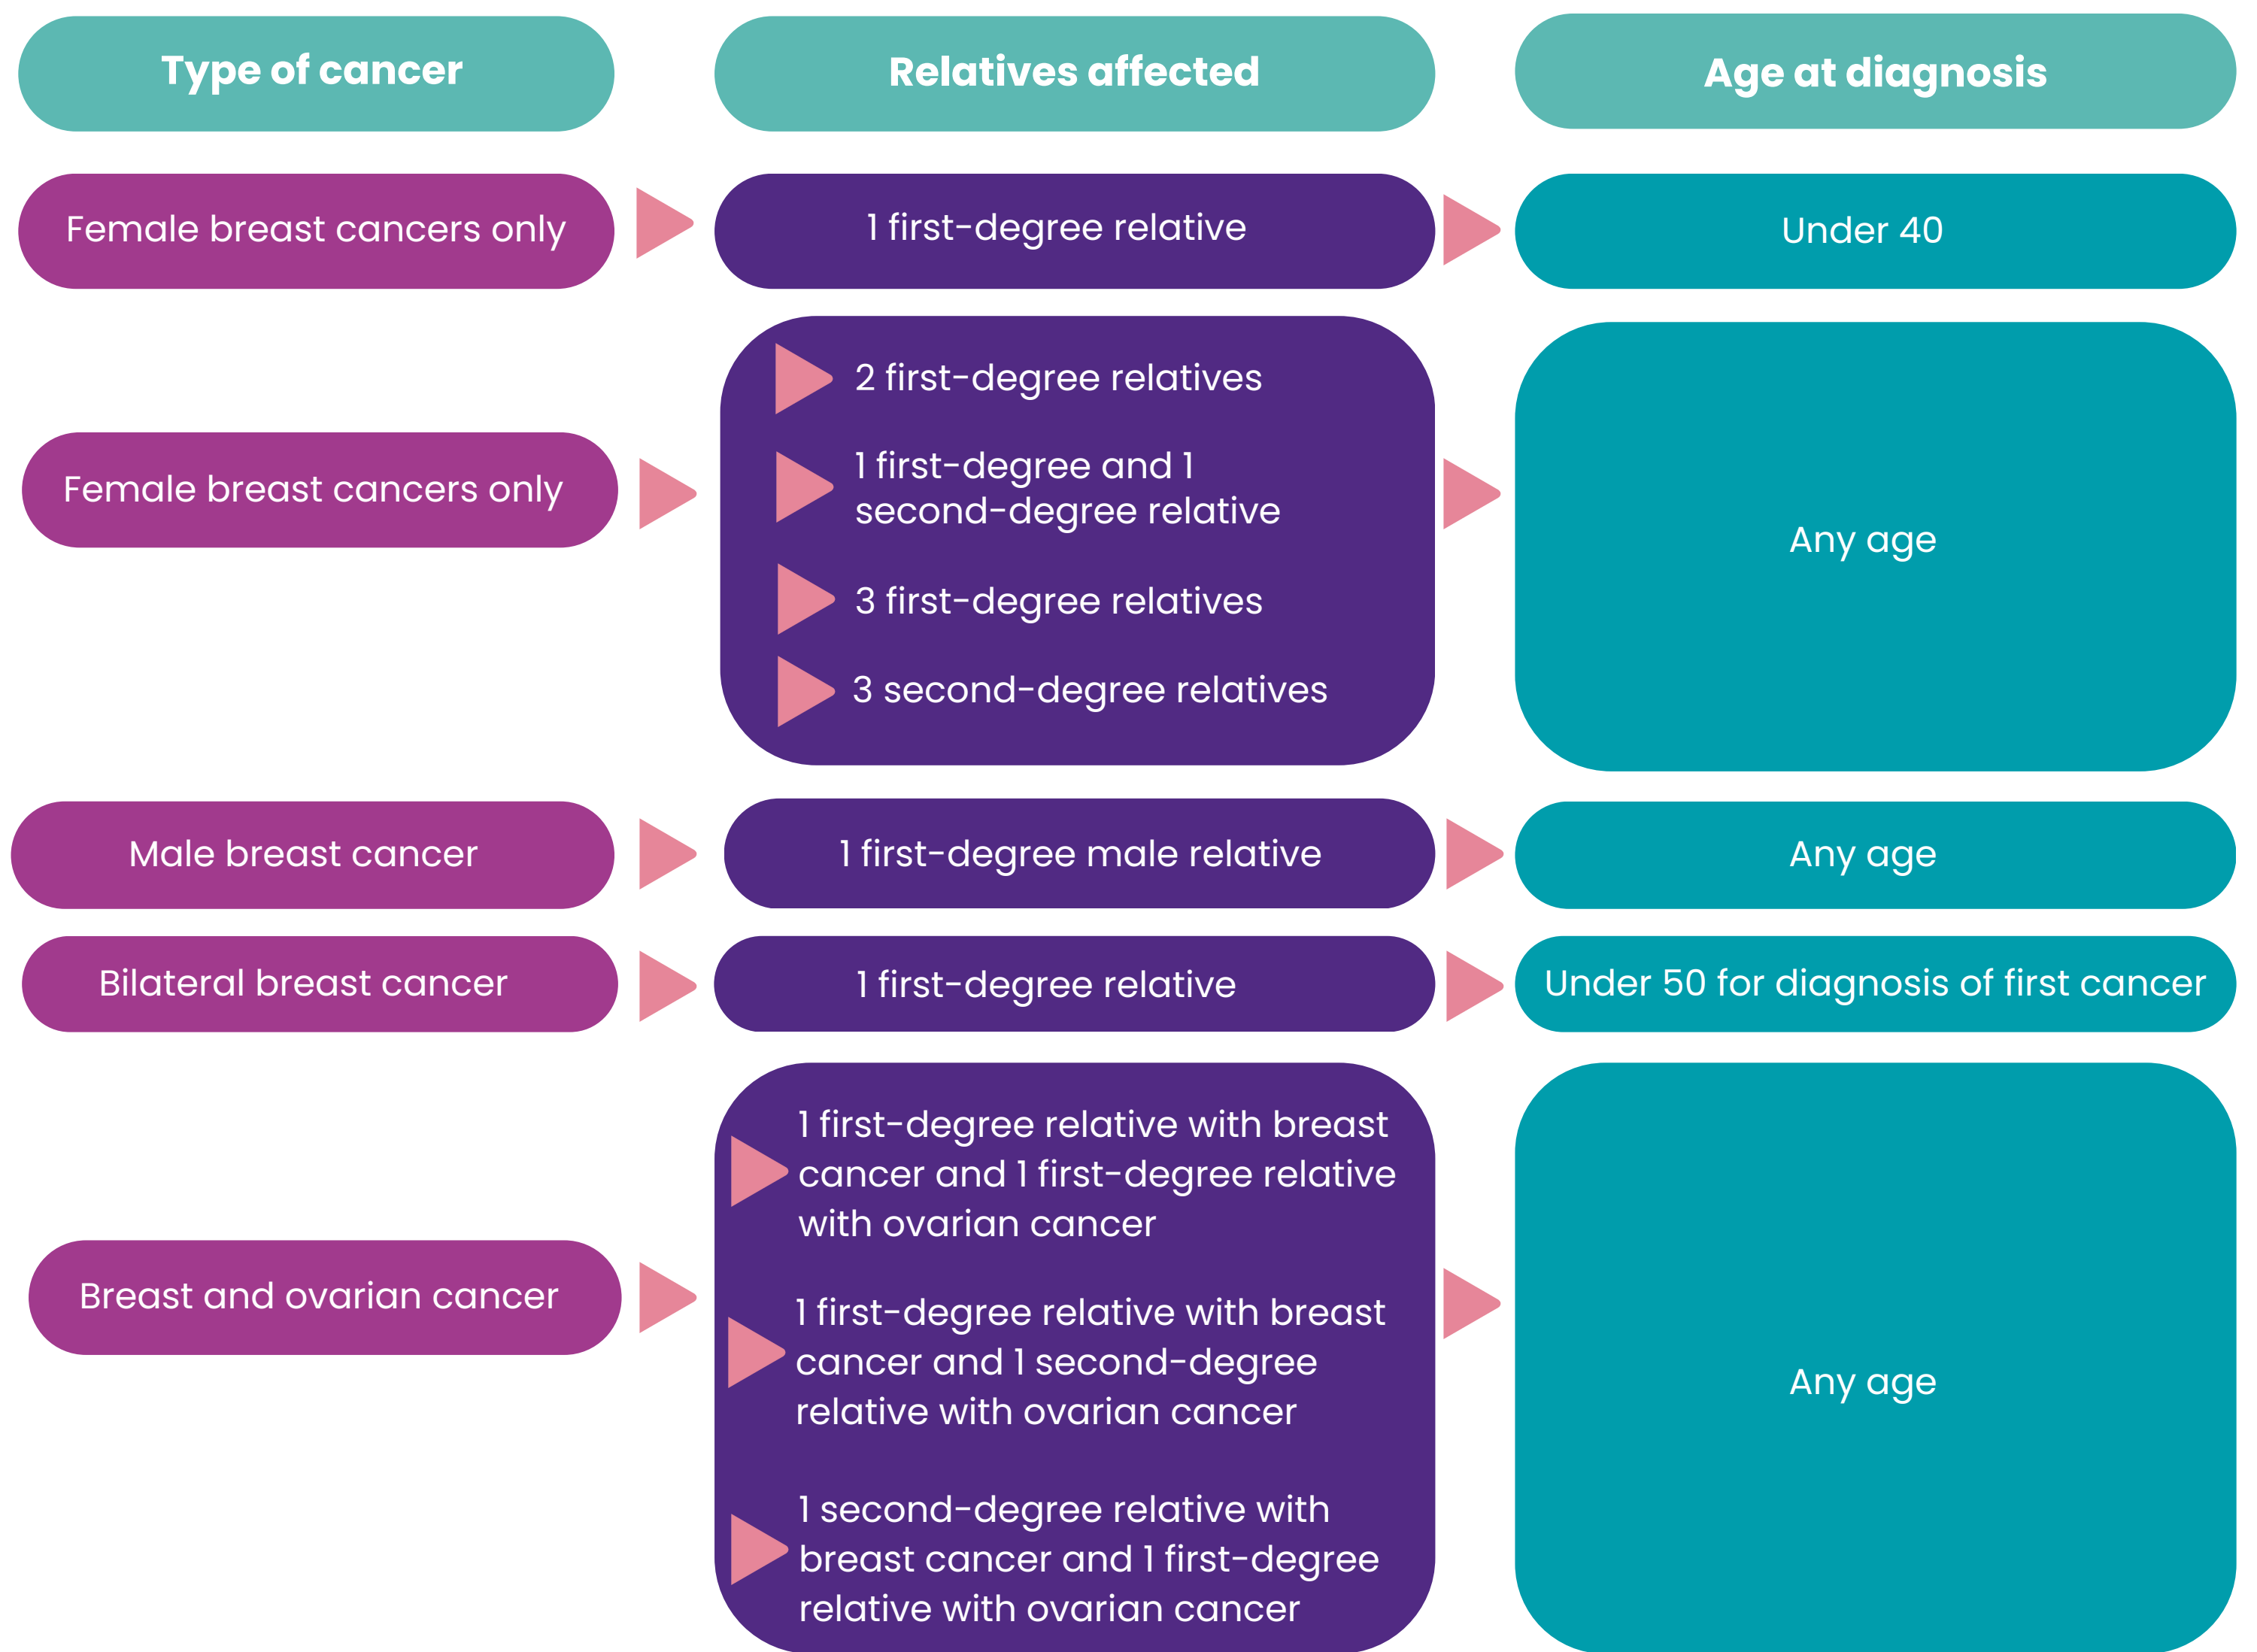 Type of cancer
Relatives affected
Age at diagnosis
Female breast cancers only
1 first-degree relative
Under 40
Female breast cancers only
2 first-degree relatives
1 first-degree and 1
second-degree relative
3 first-degree relatives
3 second-degree relatives
Any age
Male breast cancer
1 first-degree male relative
Any age
Bilateral breast cancer
1 first-degree relative
Under 50 for diagnosis of first cancer
Breast and ovarian cancer
1 first-degree relative with breast
cancer and 1 first-degree relative
with ovarian cancer
1 first-degree relative with breast
cancer and 1 second-degree
relative with ovarian cancer
1 second-degree relative with
breast cancer and 1 first-degree
relative with ovarian cancer
Any age